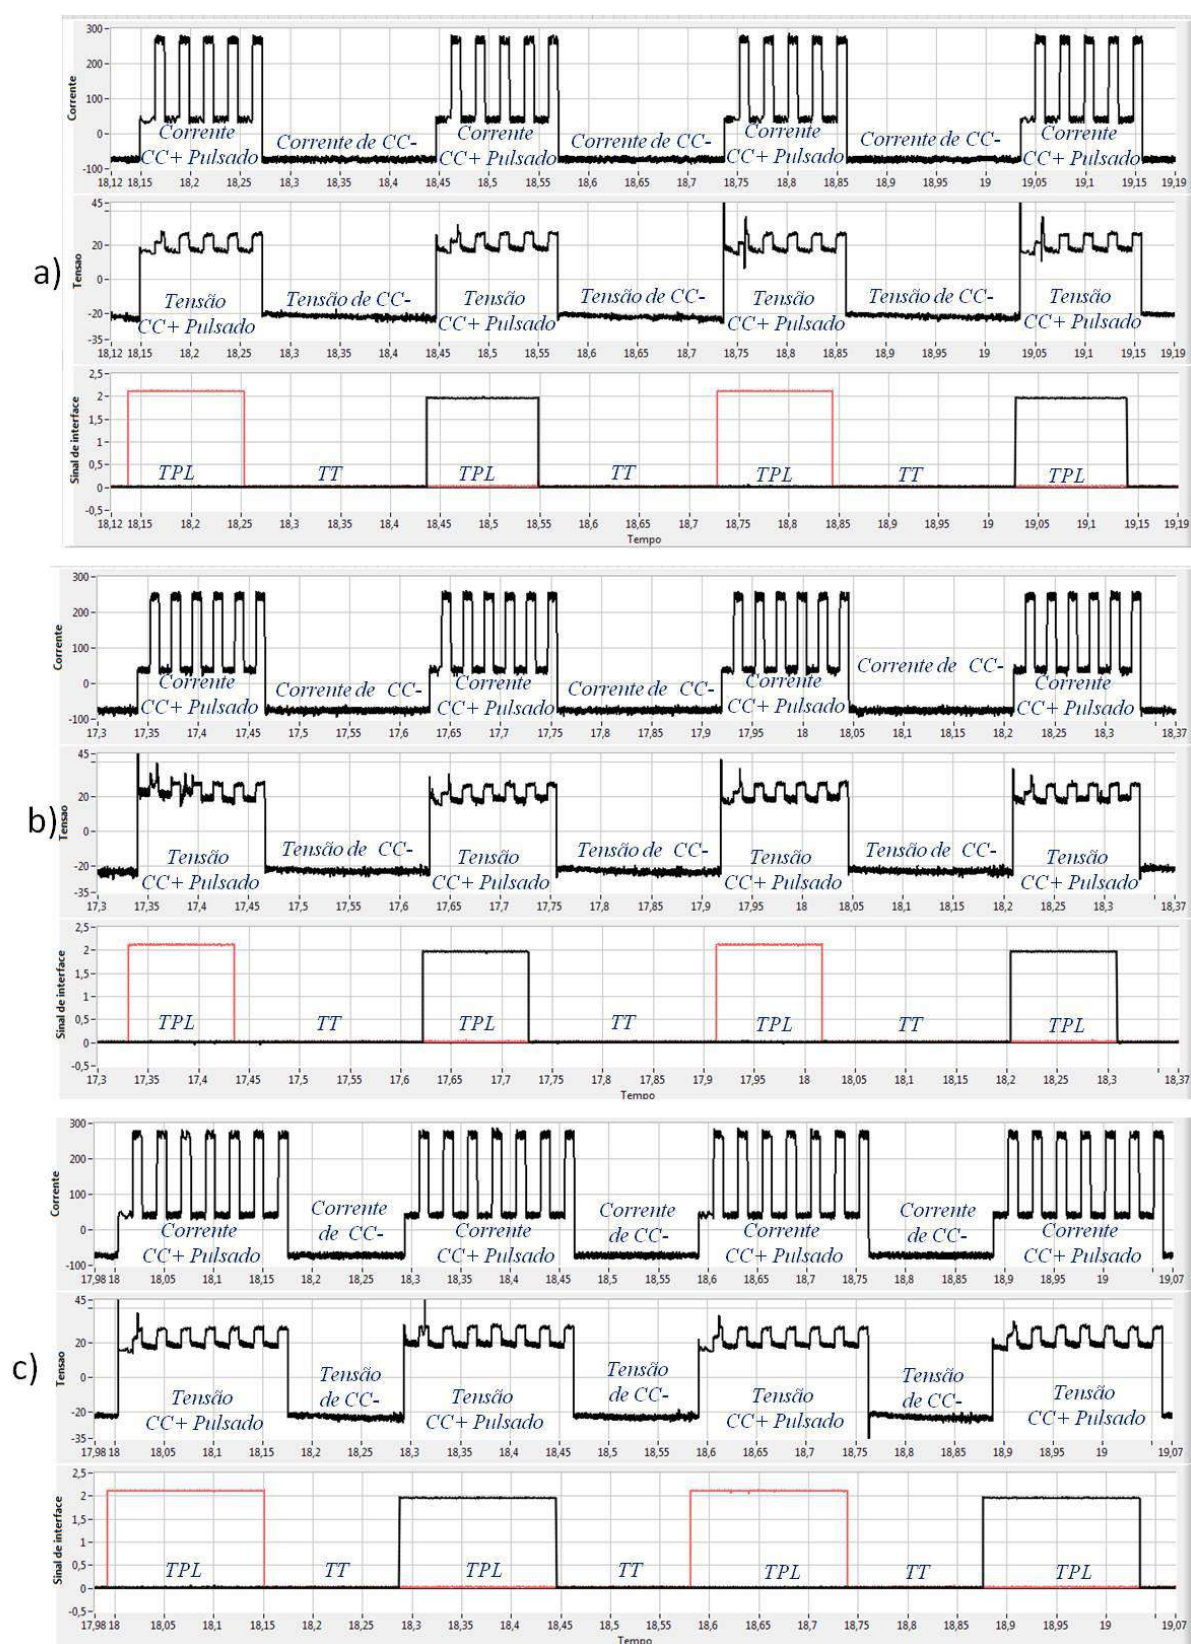 a)
Corrente
300
200
100
0
-100
Corrente Corrente Corrente Corrente
CC+ Pulsado Corrente de CC- CC+ Pulsado Corrente de CC- CC+ Pulsado Corrente de CC- CC+ Pulsado
18,12 18,15 18,2 18,25 18,3 18,35 18,4 18,45 18,5 18,55 18,6 18,65 18,7 18,75 18,8 18,85 18,9 18,95 19 19,05 19,1 19,15 19,19
Tensao
45
20
0
-20
-35
Tensão Tensão de CC- Tensão Tensão de CC- Tensão Tensão de CC- Tensão
CC+ Pulsado CC+ Pulsado CC+ Pulsado CC+ Pulsado
18,12 18,15 18,2 18,25 18,3 18,35 18,4 18,45 18,5 18,55 18,6 18,65 18,7 18,75 18,8 18,85 18,9 18,95 19 19,05 19,1 19,15 19,19
Sinal de interface
2,5
2
1,5
1
0,5
0
-0,5
TPL TT TPL TT TPL TT TPL
18,12 18,15 18,2 18,25 18,3 18,35 18,4 18,45 18,5 18,55 18,6 18,65 18,7 18,75 18,8 18,85 18,9 18,95 19 19,05 19,1 19,15 19,19
Tempo
b)
Corrente
300
200
100
0
-100
Corrente Corrente de CC- Corrente Corrente de CC- Corrente Corrente de CC- Corrente
CC+ Pulsado CC+ Pulsado CC+ Pulsado CC+ Pulsado
17,3 17,35 17,4 17,45 17,5 17,55 17,6 17,65 17,7 17,75 17,8 17,85 17,9 17,95 18 18,05 18,1 18,15 18,2 18,25 18,3 18,37
Tensao
45
20
0
-20
-35
Tensão Tensão de CC- Tensão Tensão de CC- Tensão Tensão de CC- Tensão
CC+ Pulsado CC+ Pulsado CC+ Pulsado CC+ Pulsado
17,3 17,35 17,4 17,45 17,5 17,55 17,6 17,65 17,7 17,75 17,8 17,85 17,9 17,95 18 18,05 18,1 18,15 18,2 18,25 18,3 18,37
Sinal de interface
2,5
2
1,5
1
0,5
0
-0,5
TPL TT TPL TT TPL TT TPL
17,3 17,35 17,4 17,45 17,5 17,55 17,6 17,65 17,7 17,75 17,8 17,85 17,9 17,95 18 18,05 18,1 18,15 18,2 18,25 18,3 18,37
Tempo
c)
Corrente
300
200
100
0
-100
Corrente Corrente Corrente Corrente Corrente Corrente Corrente
CC+ Pulsado de CC- CC+ Pulsado de CC- CC+ Pulsado de CC- CC+ Pulsado
17,98 18 18,05 18,1 18,15 18,2 18,25 18,3 18,35 18,4 18,45 18,5 18,55 18,6 18,65 18,7 18,75 18,8 18,85 18,9 18,95 19 19,07
Tensao
45
20
0
-20
-35
Tensão Tensão Tensão Tensão Tensão Tensão Tensão
CC+ Pulsado de CC- CC+ Pulsado de CC- CC+ Pulsado de CC- CC+ Pulsado
17,98 18 18,05 18,1 18,15 18,2 18,25 18,3 18,35 18,4 18,45 18,5 18,55 18,6 18,65 18,7 18,75 18,8 18,85 18,9 18,95 19 19,07
Sinal de interface
2,5
2
1,5
1
0,5
0
-0,5
TPL TT TPL TT TPL TT TPL
17,98 18 18,05 18,1 18,15 18,2 18,25 18,3 18,35 18,4 18,45 18,5 18,55 18,6 18,65 18,7 18,75 18,8 18,85 18,9 18,95 19 19,07
Tempo